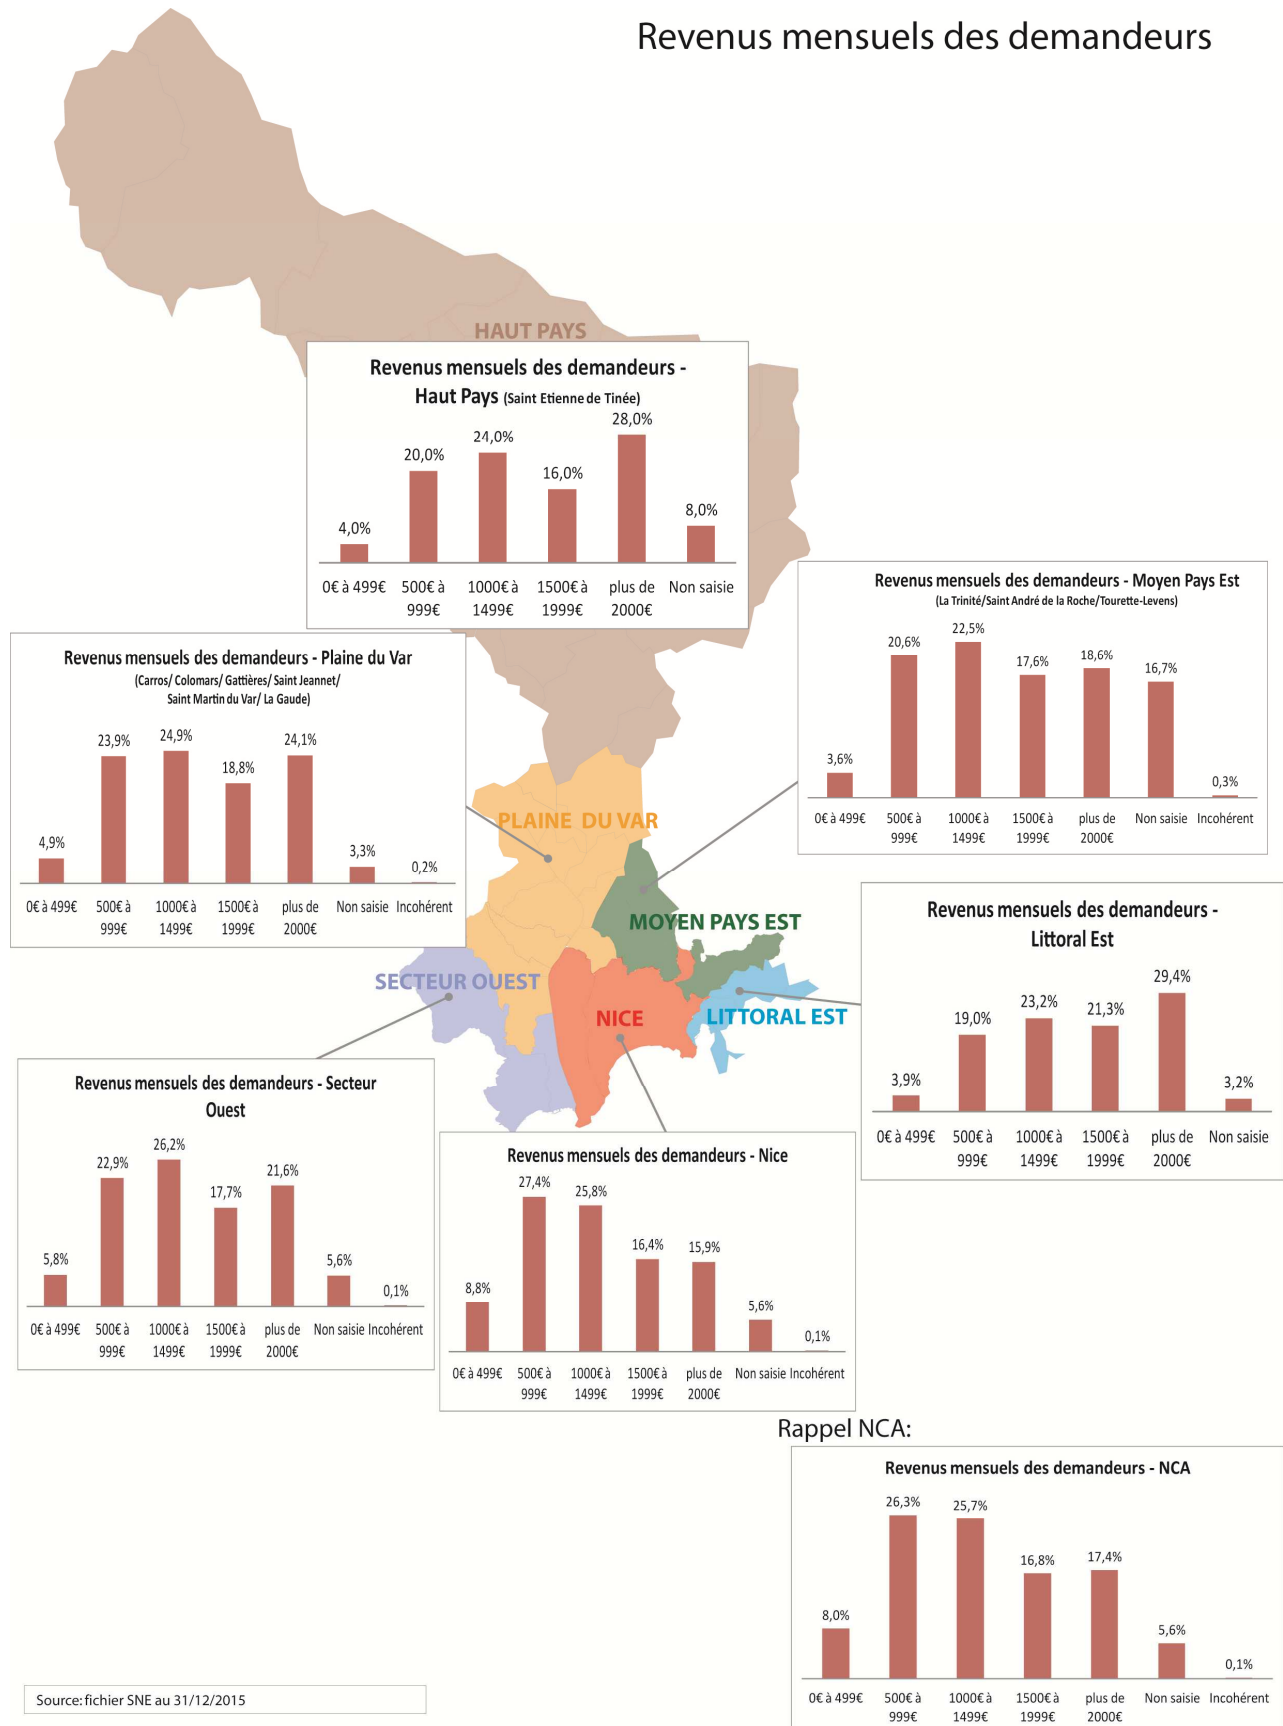 Revenus mensuels des demandeurs
HAUT PAYS
Revenus mensuels des demandeurs -
Haut Pays (Saint Etienne de Tinée)
28,0%
24,0%
20,0%
16,0%
8,0%
4,0%
0€ à 499€ 500€ à 1000€ à 1500€ à plus de Non saisie
999€ 1499€ 1999€ 2000€
Revenus mensuels des demandeurs - Moyen Pays Est
(La Trinité/Saint André de la Roche/Tourette-Levens)
22,5%
20,6%
18,6%
17,6%
16,7%
3,6%
0,3%
0€ à 499€ 500€ à 1000€ à 1500€ à plus de Non saisie Incohérent
999€ 1499€ 1999€ 2000€
Revenus mensuels des demandeurs - Plaine du Var
(Carros/ Colomars/ Gattières/ Saint Jeannet/
Saint Martin du Var/ La Gaude)
24,9%
23,9%
24,1%
18,8%
4,9%
3,3%
0,2%
0€ à 499€ 500€ à 1000€ à 1500€ à plus de Non saisie Incohérent
999€ 1499€ 1999€ 2000€
PLAINE DU VAR
MOYEN PAYS EST
SECTEUR OUEST
NICE
LITTORAL EST
Revenus mensuels des demandeurs -
Littoral Est
29,4%
23,2%
21,3%
19,0%
3,9%
3,2%
0€ à 499€ 500€ à 1000€ à 1500€ à plus de Non saisie
999€ 1499€ 1999€ 2000€
Revenus mensuels des demandeurs - Secteur
Ouest
26,2%
22,9%
21,6%
17,7%
5,8%
5,6%
0,1%
0€ à 499€ 500€ à 1000€ à 1500€ à plus de Non saisie Incohérent
999€ 1499€ 1999€ 2000€
Revenus mensuels des demandeurs - Nice
27,4%
25,8%
16,4%
15,9%
8,8%
5,6%
0,1%
0€ à 499€ 500€ à 1000€ à 1500€ à plus de Non saisie Incohérent
999€ 1499€ 1999€ 2000€
Rappel NCA:
Revenus mensuels des demandeurs - NCA
26,3%
25,7%
16,8%
17,4%
8,0%
5,6%
0,1%
0€ à 499€ 500€ à 1000€ à 1500€ à plus de Non saisie Incohérent
999€ 1499€ 1999€ 2000€
Source: fichier SNE au 31/12/2015